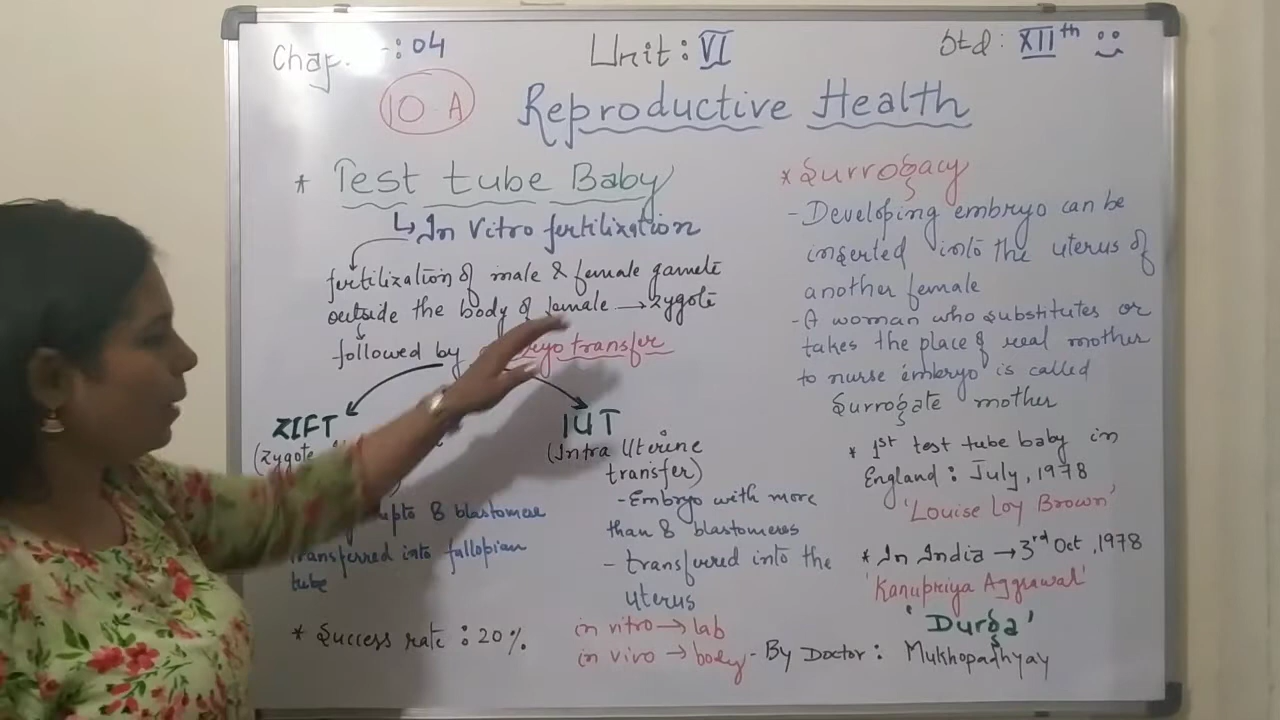 :04
Unit: VI
Std: XIIth
10-A
Reproductive Health
* Test tube Baby
↳ In Vitro fertilization
fertilization of male & female gamete
outside the body of female → zygote
followed by transfer
ZIFT
(zygote
IUT
(Intra Uterine
transfer)
upto 8 blastomere
transferred into fallopian
tube
- Embryo with more
than 8 blastomeres
- transfured into the
uterus
* Success rate : 20%.
in vitro → lab
in vivo → body
* Surrogacy
- Developing embryo can be
inserted into the uterus of
another female
- A woman who substitutes or
takes the place of real mother
to nurse embryo is called
Surrogate mother
* 1st test tube baby in
England : July, 1978
'Louise Loy Brown'
* In India → 3rd Oct, 1978
'Kanupriya Aggrawal'
'Durga'
- By Doctor : Mukhopadhyay